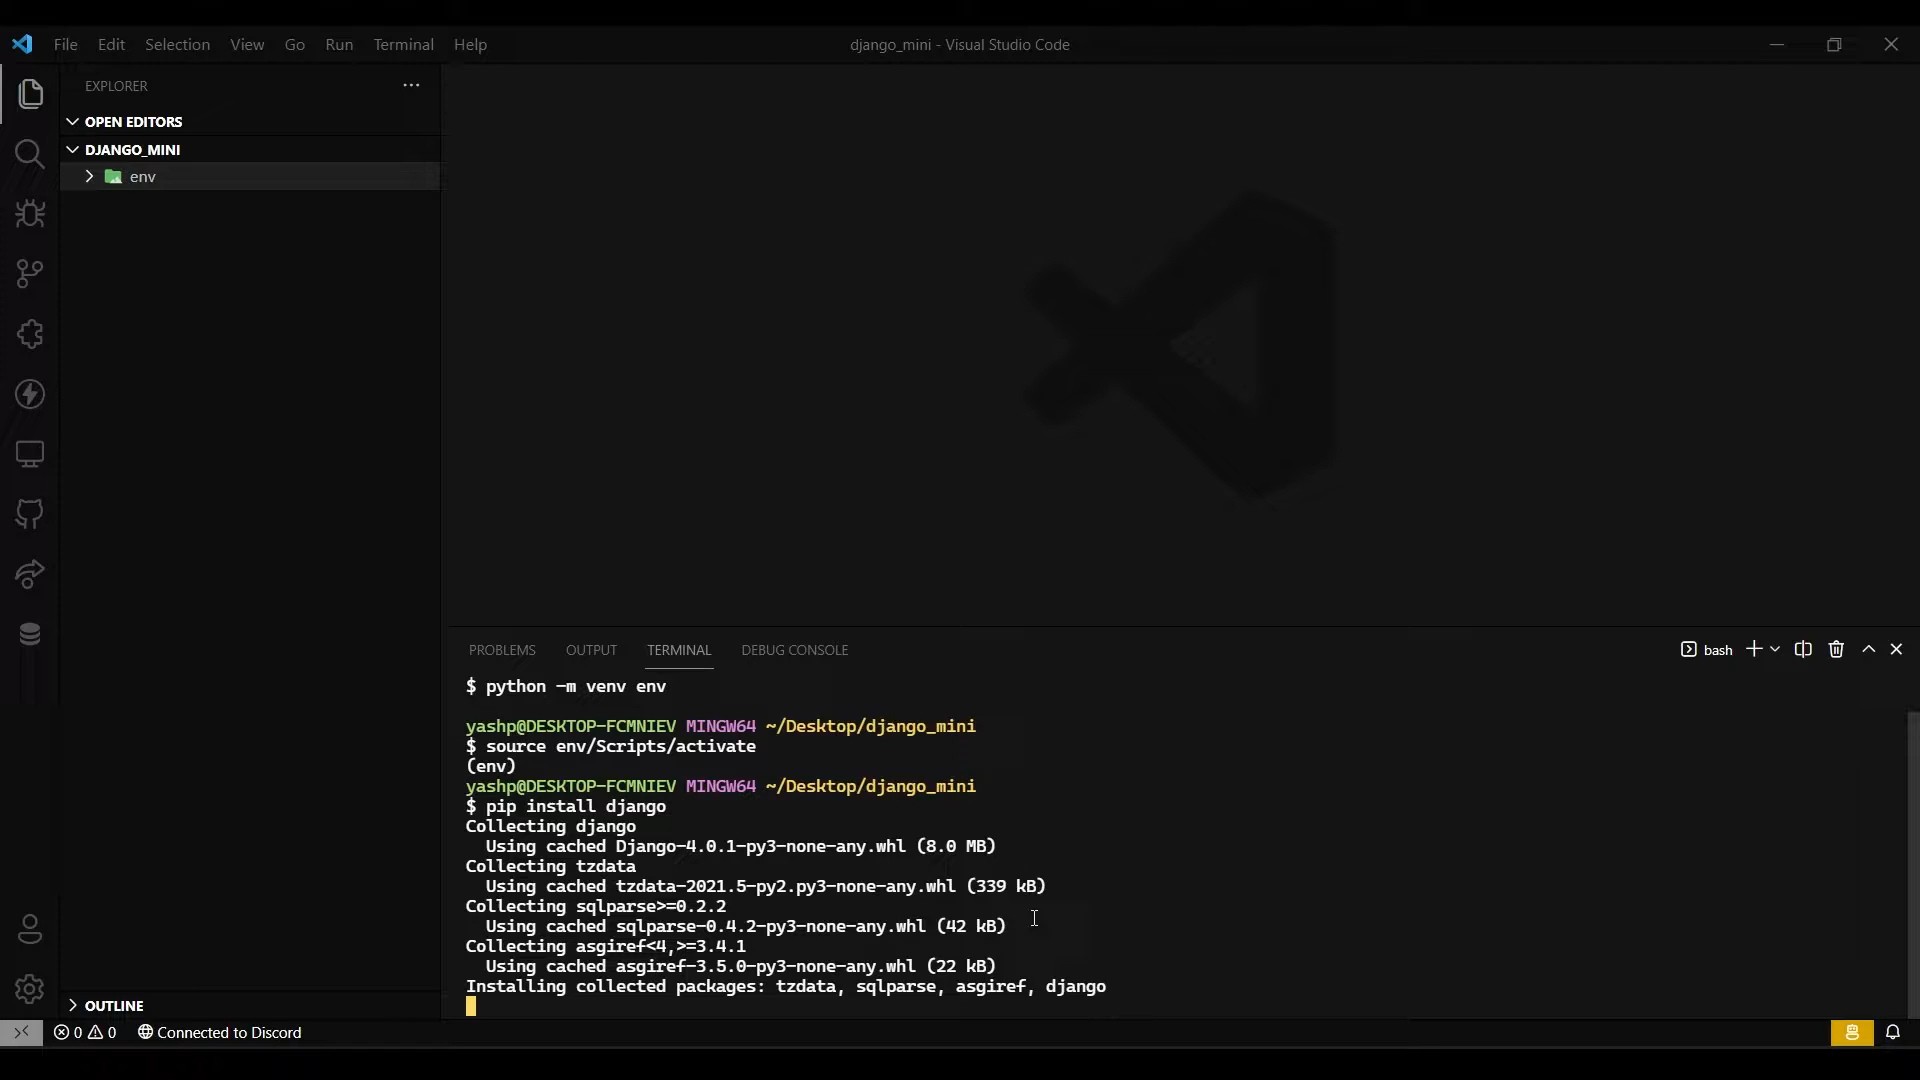 File Edit Selection View Go Run Terminal Help
django_mini - Visual Studio Code
EXPLORER
OPEN EDITORS
DJANGO_MINI
env
PROBLEMS OUTPUT TERMINAL DEBUG CONSOLE
bash
$ python -m venv env
yashp@DESKTOP-FCMNIEV MINGW64 ~/Desktop/django_mini
$ source env/Scripts/activate
(env)
yashp@DESKTOP-FCMNIEV MINGW64 ~/Desktop/django_mini
$ pip install django
Collecting django
Using cached Django-4.0.1-py3-none-any.whl (8.0 MB)
Collecting tzdata
Using cached tzdata-2021.5-py2.py3-none-any.whl (339 kB)
Collecting sqlparse>=0.2.2
Using cached sqlparse-0.4.2-py3-none-any.whl (42 kB)
Collecting asgiref<4,>=3.4.1
Using cached asgiref-3.5.0-py3-none-any.whl (22 kB)
Installing collected packages: tzdata, sqlparse, asgiref, django
OUTLINE
0 0 Connected to Discord